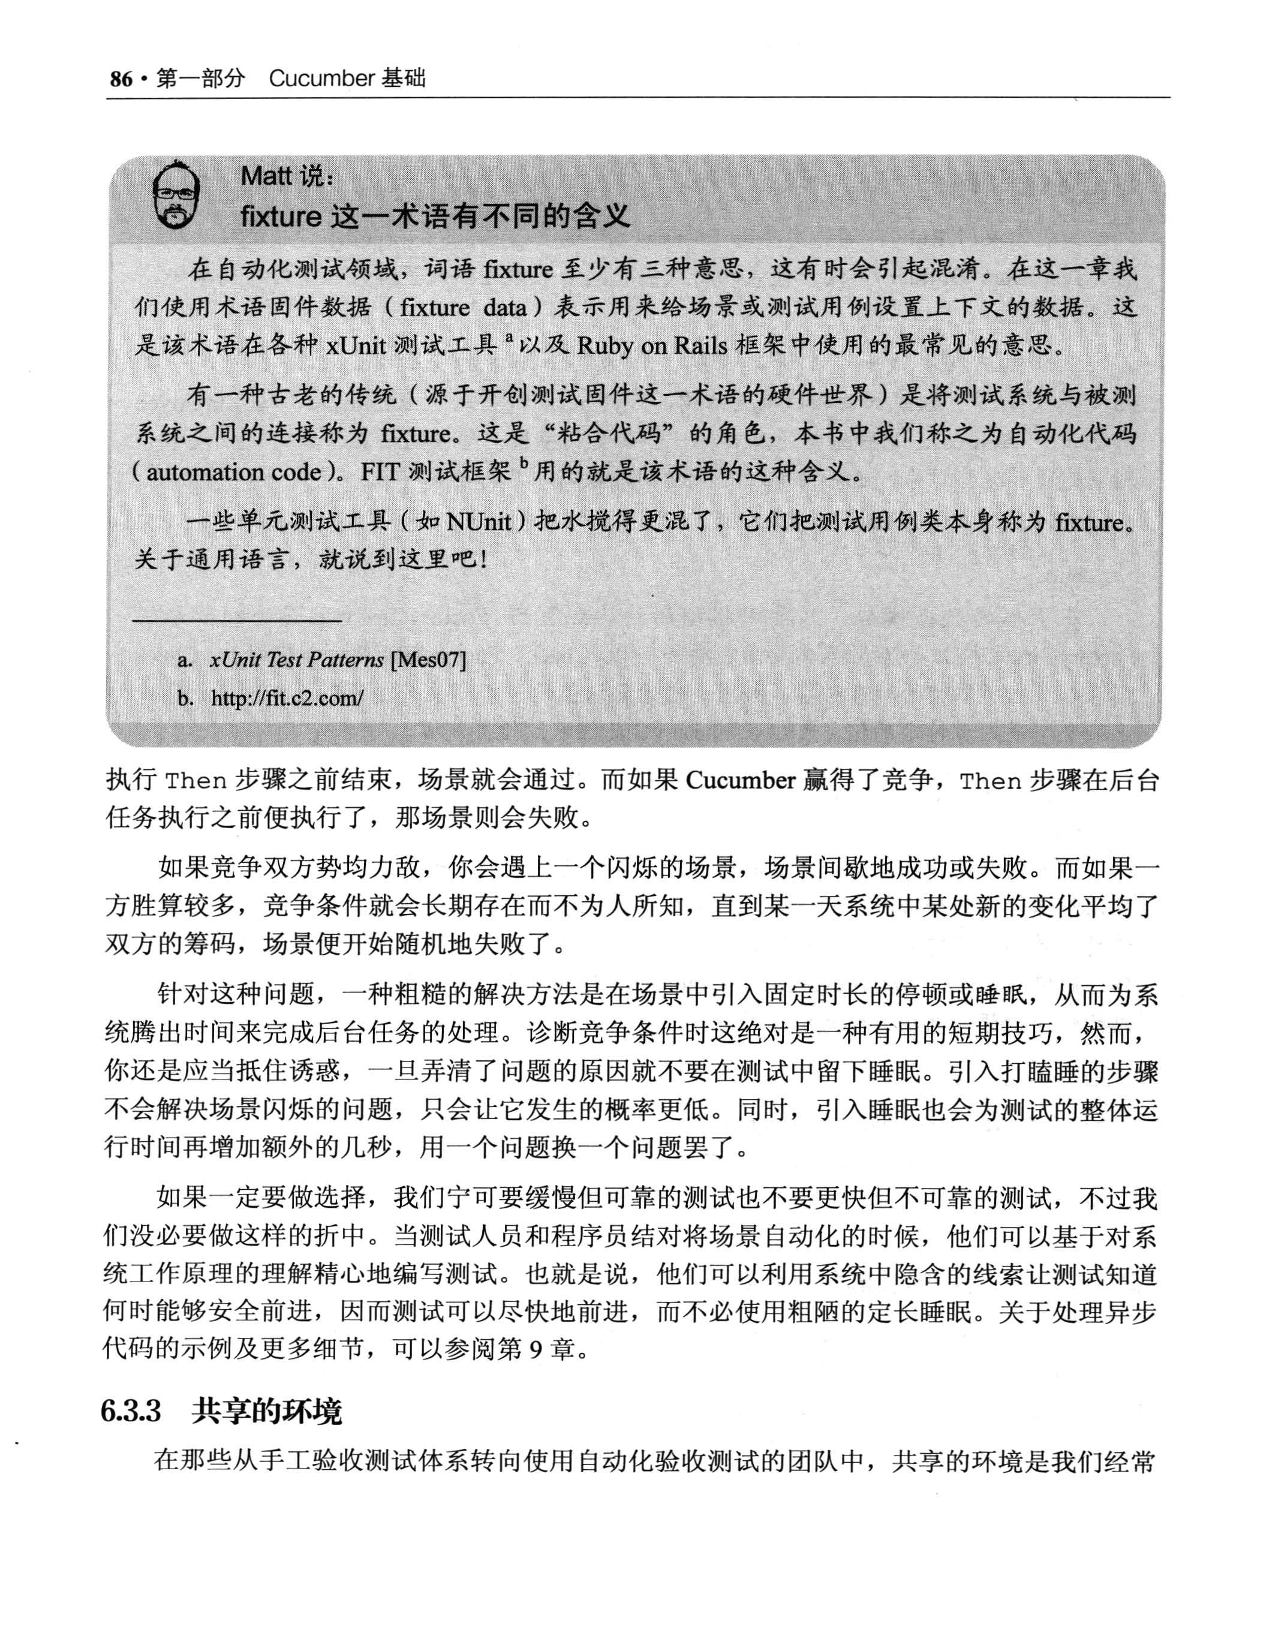 86·第一部分 Cucumber 基础
Matt 说：
fixture 这一术语有不同的含义
在自动化测试领域，词语 fixture 至少有三种意思，这有时会引起混淆。在这一章我
们使用术语固件数据（fixture data）表示用来给场景或测试用例设置上下文的数据。这
是该术语在各种 xUnit 测试工具 a 以及 Ruby on Rails 框架中使用的最常见的意思。
有一种古老的传统（源于开创测试固件这一术语的硬件世界）是将测试系统与被测
系统之间的连接称为 fixture。这是“粘合代码”的角色，本书中我们称之为自动化代码
（automation code）。FIT 测试框架 b 用的就是该术语的这种含义。
一些单元测试工具（如 NUnit）把水搅得更混了，它们把测试用例类本身称为 fixture。
关于通用语言，就说到这里吧！
a. xUnit Test Patterns [Mes07]
b. http://fit.c2.com/
执行 Then 步骤之前结束，场景就会通过。而如果 Cucumber 赢得了竞争，Then 步骤在后台
任务执行之前便执行了，那场景则会失败。
如果竞争双方势均力敌，你会遇上一个闪烁的场景，场景间歇地成功或失败。而如果一
方胜算较多，竞争条件就会长期存在而不为人所知，直到某一天系统中某处新的变化平均了
双方的筹码，场景便开始随机地失败了。
针对这种问题，一种粗糙的解决方法是在场景中引入固定时长的停顿或睡眠，从而为系
统腾出时间来完成后台任务的处理。诊断竞争条件时这绝对是一种有用的短期技巧，然而，
你还是应当抵住诱惑，一旦弄清了问题的原因就不要在测试中留下睡眠。引入打瞌睡的步骤
不会解决场景闪烁的问题，只会让它发生的概率更低。同时，引入睡眠也会为测试的整体运
行时间再增加额外的几秒，用一个问题换一个问题罢了。
如果一定要做选择，我们宁可要缓慢但可靠的测试也不要更快但不可靠的测试，不过我
们没必要做这样的折中。当测试人员和程序员结对将场景自动化的时候，他们可以基于对系
统工作原理的理解精心地编写测试。也就是说，他们可以利用系统中隐含的线索让测试知道
何时能够安全前进，因而测试可以尽快地前进，而不必使用粗陋的定长睡眠。关于处理异步
代码的示例及更多细节，可以参阅第 9 章。
6.3.3 共享的环境
在那些从手工验收测试体系转向使用自动化验收测试的团队中，共享的环境是我们经常